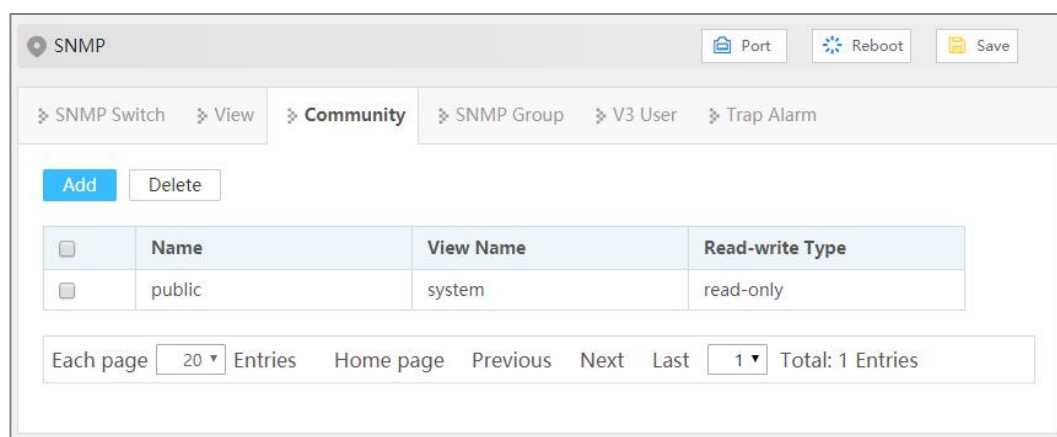 SNMP Port Reboot Save
SNMP Switch View Community SNMP Group V3 User Trap Alarm
Add Delete
Name View Name Read-write Type
public system read-only
Each page 20 Entries Home page Previous Next Last 1 Total: 1 Entries